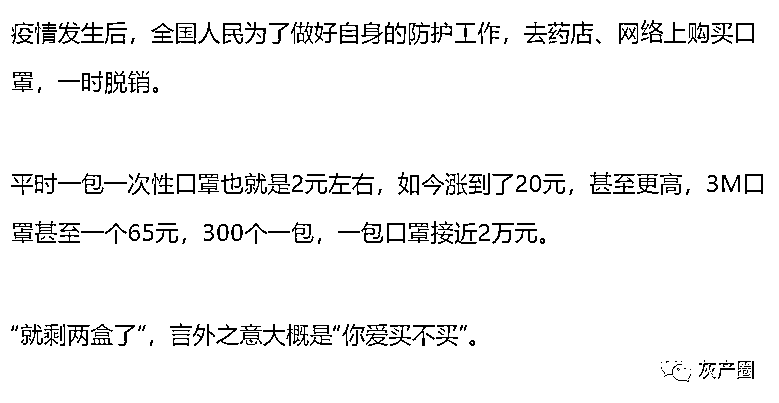 疫情发生后，全国人民为了做好自身的防护工作，去药店、网络上购买口
罩，一时脱销。
平时一包一次性口罩也就是2元左右，如今涨到了20元，甚至更高，3M口
罩甚至一个65元，300个一包，一包口罩接近2万元。
“就剩两盒了“，言外之意大概是“你爱买不买”。
灰产圈